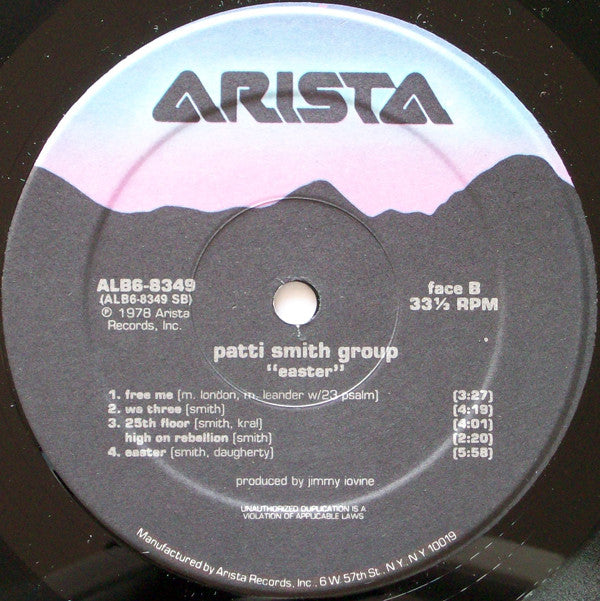 ARISTA
ALB6-8349
(ALB6-8349 SB)
℗ 1978 Arista
Records, Inc.
face B
33⅓ RPM
patti smith group
"easter"
1. free me [m. london, m. leander w/23 psalm] [3:27]
2. we three [smith] [4:19]
3. 25th floor [smith, kral] [4:01]
high on rebellion [smith] [2:20]
4. easter [smith, daugherty] [5:58]
produced by jimmy iovine
UNAUTHORIZED DUPLICATION IS A
VIOLATION OF APPLICABLE LAWS
Manufactured by Arista Records, Inc., 6 W. 57th St., N.Y. N.Y. 10019